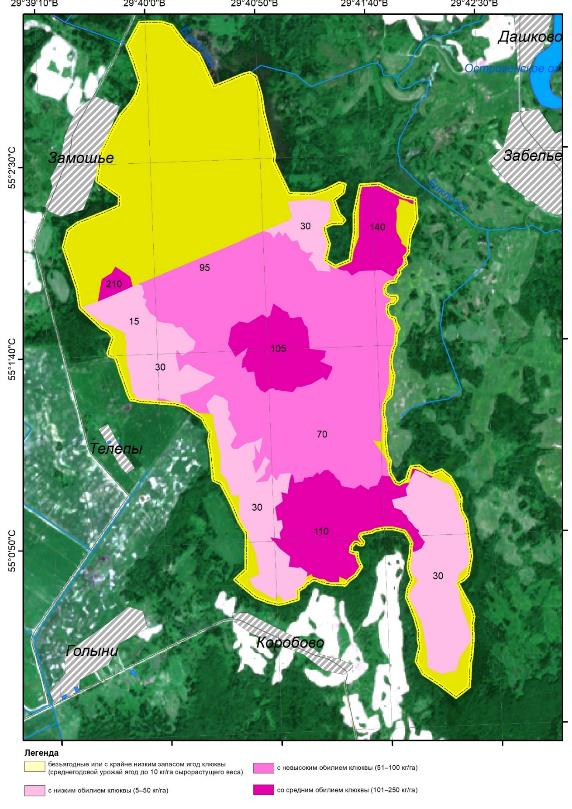 29°39'10"В 29°40'0"В 29°40'50"В 29°41'40"В 29°42'30"В
Дашково
Замошье
55°2'30"С
Забелье
30
140
95
210
15
105
55°1'40"С
30
70
Телепы
30
110
55°0'50"С
30
Голыни
Коробово
Легенда
безъягодные или с крайне низким запасом ягод клюквы
(среднегодовой урожай ягод до 10 кг/га сырорастущего веса)
с невысоким обилием клюквы (51–100 кг/га)
с низким обилием клюквы (5–50 кг/га)
со средним обилием клюквы (101–250 кг/га)